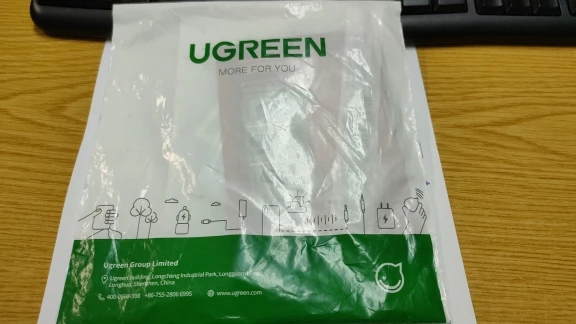 UGREEN
MORE FOR YOU
Ugreen Group Limited
Ugreen Building, Longcheng Industrial Park, Longguan
Longhua, Shenzhen, China
+86-755-2806 6995
www.ugreen.com